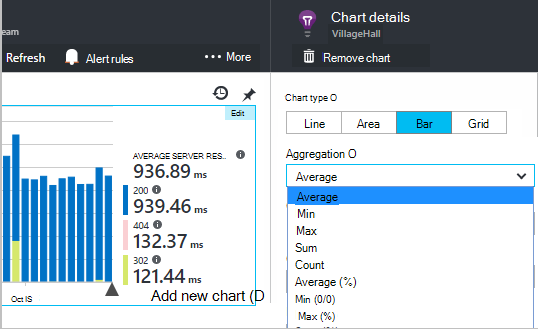 eam
Refresh
Alert rules
••• More
Edit
AVERAGE SERVER RES..
936.89 ms
200
939.46 ms
404
132.37 ms
302
121.44 ms
Oct IS
Add new chart (D
Chart details
VillageHall
Remove chart
Chart type O
Line
Area
Bar
Grid
Aggregation O
Average
Average
Min
Max
Sum
Count
Average (%)
Min (0/0)
Max (%)